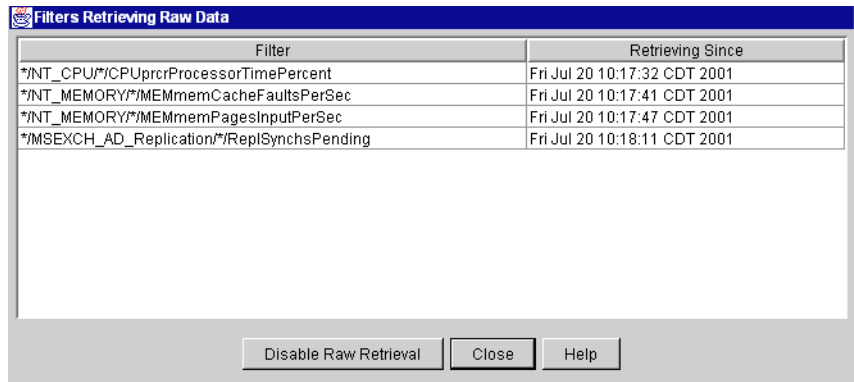 Filters Retrieving Raw Data
Filter Retrieving Since
*/NT_CPU/*/CPUprcrProcessorTimePercent Fri Jul 20 10:17:32 CDT 2001
*/NT_MEMORY/*/MEMmemCacheFaultsPerSec Fri Jul 20 10:17:41 CDT 2001
*/NT_MEMORY/*/MEMmemPagesInputPerSec Fri Jul 20 10:17:47 CDT 2001
*/MSEXCH_AD_Replication/*/ReplSynchsPending Fri Jul 20 10:18:11 CDT 2001
Disable Raw Retrieval Close Help